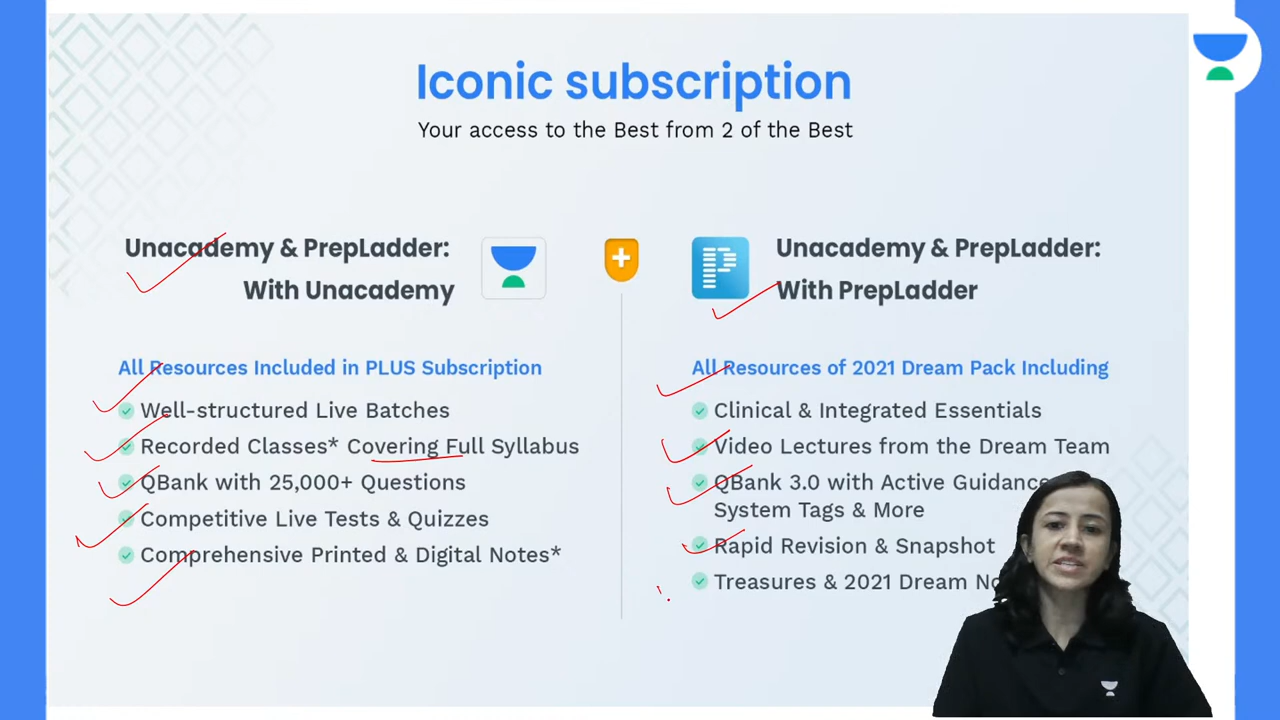 Iconic subscription
Your access to the Best from 2 of the Best
Unacademy & PrepLadder:
With Unacademy
All Resources Included in PLUS Subscription
Well-structured Live Batches
Recorded Classes* Covering Full Syllabus
QBank with 25,000+ Questions
Competitive Live Tests & Quizzes
Comprehensive Printed & Digital Notes*
Unacademy & PrepLadder:
With PrepLadder
All Resources of 2021 Dream Pack Including
Clinical & Integrated Essentials
Video Lectures from the Dream Team
QBank 3.0 with Active Guidance
System Tags & More
Rapid Revision & Snapshot
Treasures & 2021 Dream